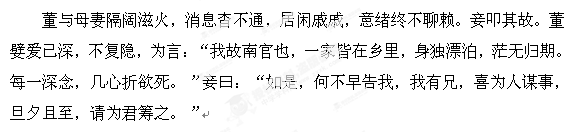 董与母妻隔阔滋火，消息杳不通，居闲戚戚，意绪终不聊赖。妾叩其故。董
嬖爱已深，不复隐，为言：“我故南官也，一家皆在乡里，身独漂泊，茫无归期。
每一深念，几心折欲死。”妾曰：“如是，何不早告我，我有兄，喜为人谋事，
旦夕且至，请为君筹之。”